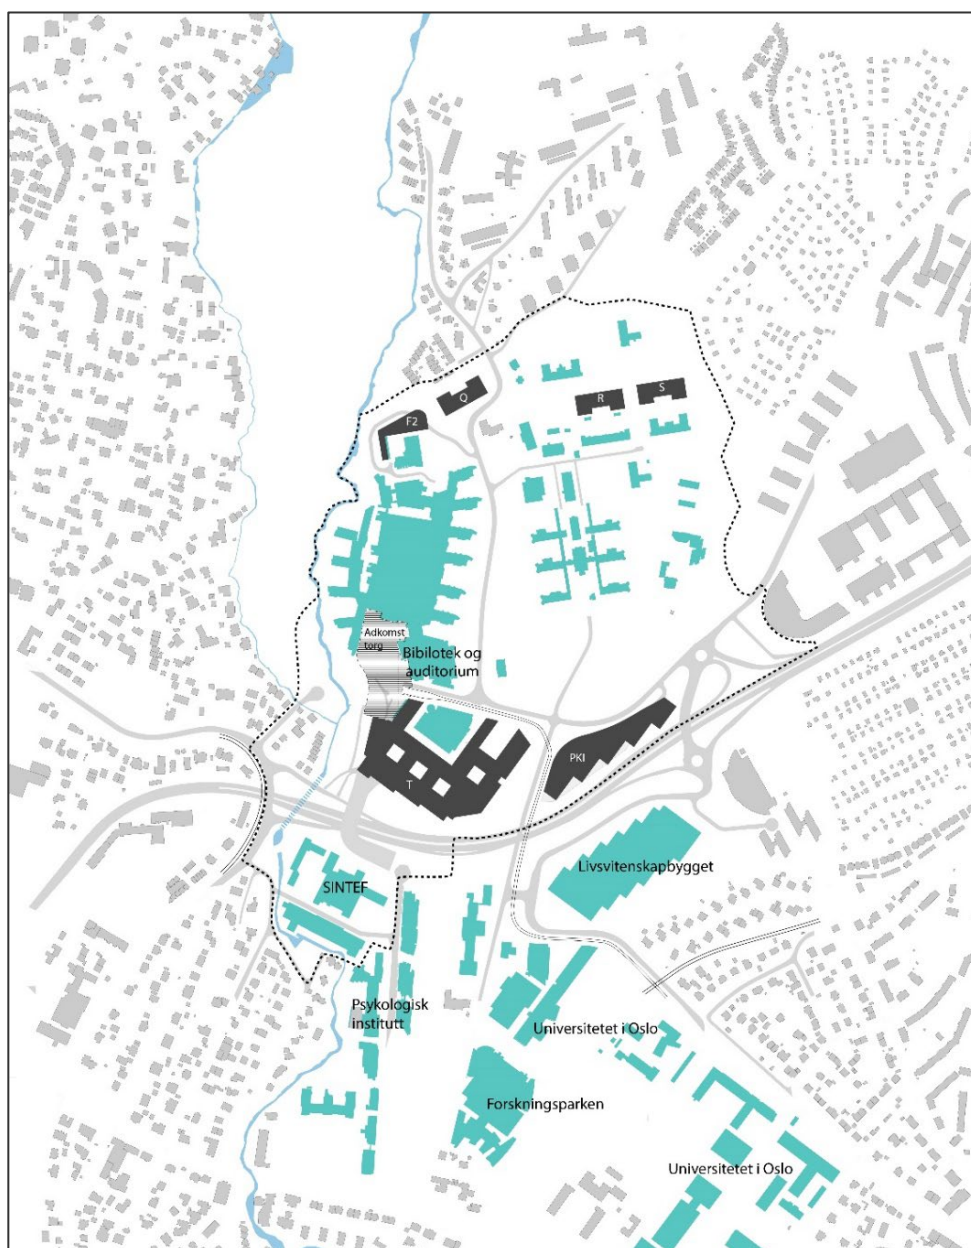 Q
F2
R
S
Adkomst
torg
Bibilotek og
auditorium
PKI
T
Livsvitenskapbygget
SINTEF
Psykologisk
institutt
Universitetet i Oslo
Forskningsparken
Universitetet i Oslo